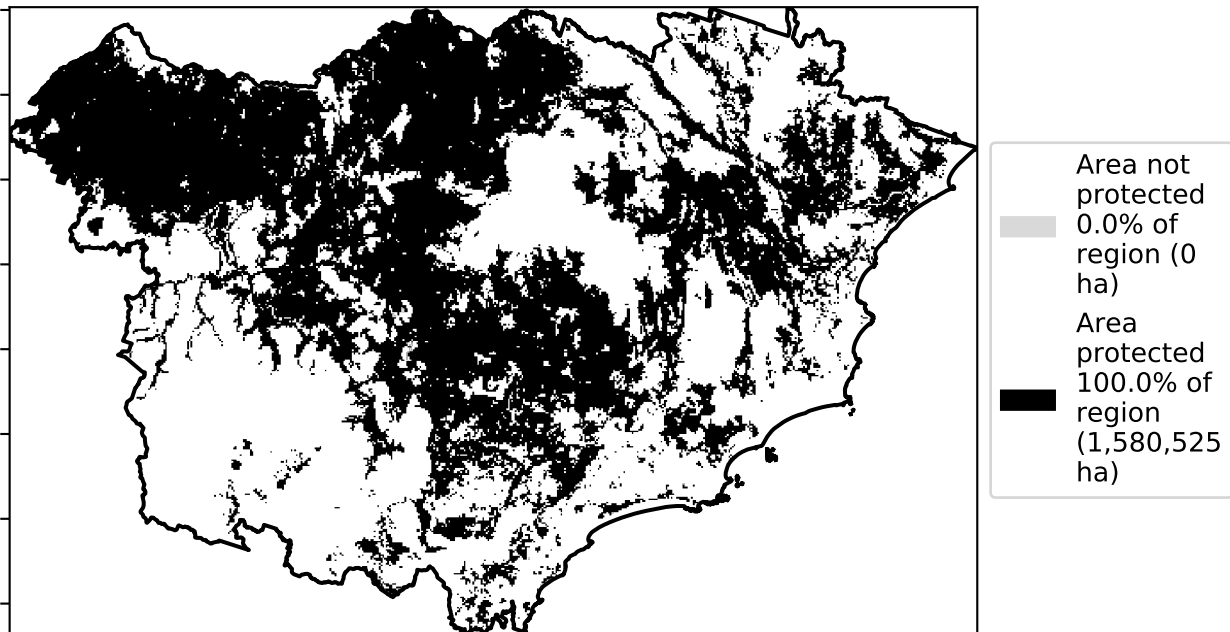 Area not
protected
0.0% of
region (0
ha)
Area
protected
100.0% of
region
(1,580,525
ha)